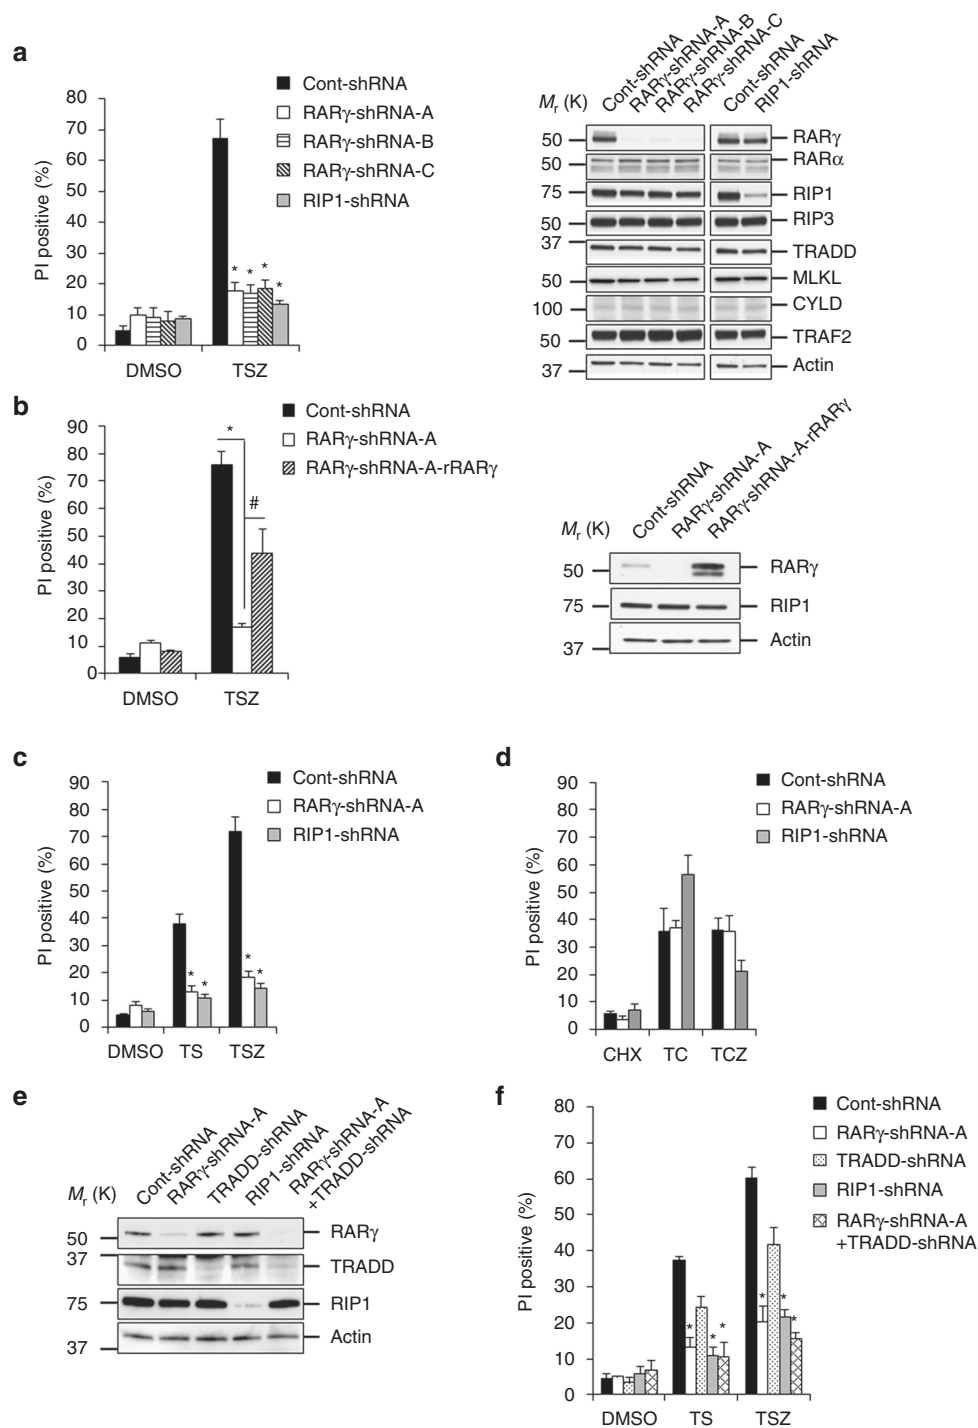 a
Cont-shRNA
RARγ-shRNA-A
RARγ-shRNA-B
RARγ-shRNA-C
RIP1-shRNA
PI positive (%)
80
70
60
50
40
30
20
10
0
* * * *
DMSO TSZ
Mr (K)
Cont-shRNA
RARγ-shRNA-A
RARγ-shRNA-B
RARγ-shRNA-C
Cont-shRNA
RIP1-shRNA
50 RARγ
50 RARα
75 RIP1
50 RIP3
37 TRADD
50 MLKL
100 CYLD
50 TRAF2
37 Actin
b
Cont-shRNA
RARγ-shRNA-A
RARγ-shRNA-A-rRARγ
PI positive (%)
90
80
70
60
50
40
30
20
10
0
*
#
DMSO TSZ
Mr (K)
Cont-shRNA
RARγ-shRNA-A
RARγ-shRNA-A-rRARγ
50 RARγ
75 RIP1
37 Actin
c
Cont-shRNA
RARγ-shRNA-A
RIP1-shRNA
PI positive (%)
90
80
70
60
50
40
30
20
10
0
* * * *
DMSO TS TSZ
d
Cont-shRNA
RARγ-shRNA-A
RIP1-shRNA
PI positive (%)
90
80
70
60
50
40
30
20
10
0
CHX TC TCZ
e
Mr (K)
Cont-shRNA
RARγ-shRNA-A
TRADD-shRNA
RIP1-shRNA
RARγ-shRNA-A
+TRADD-shRNA
50 RARγ
37 TRADD
75 RIP1
37 Actin
f
Cont-shRNA
RARγ-shRNA-A
TRADD-shRNA
RIP1-shRNA
RARγ-shRNA-A
+TRADD-shRNA
PI positive (%)
80
70
60
50
40
30
20
10
0
* * * * * *
DMSO TS TSZ